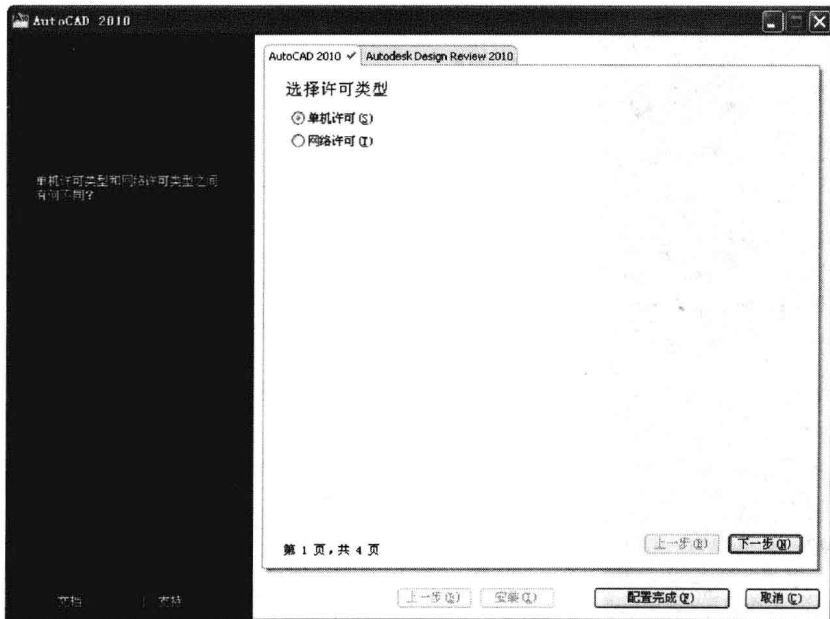 AutoCAD 2010
AutoCAD 2010 ✓ Autodesk Design Review 2010
选择许可类型
单机许可(S)
网络许可(T)
单机许可类型和网络许可类型之间
有何不同?
第 1 页,共 4 页
上一步(B) 下一步(N)
文档 | 支持
上一步(B) 安装(I) 配置完成(F) 取消(C)